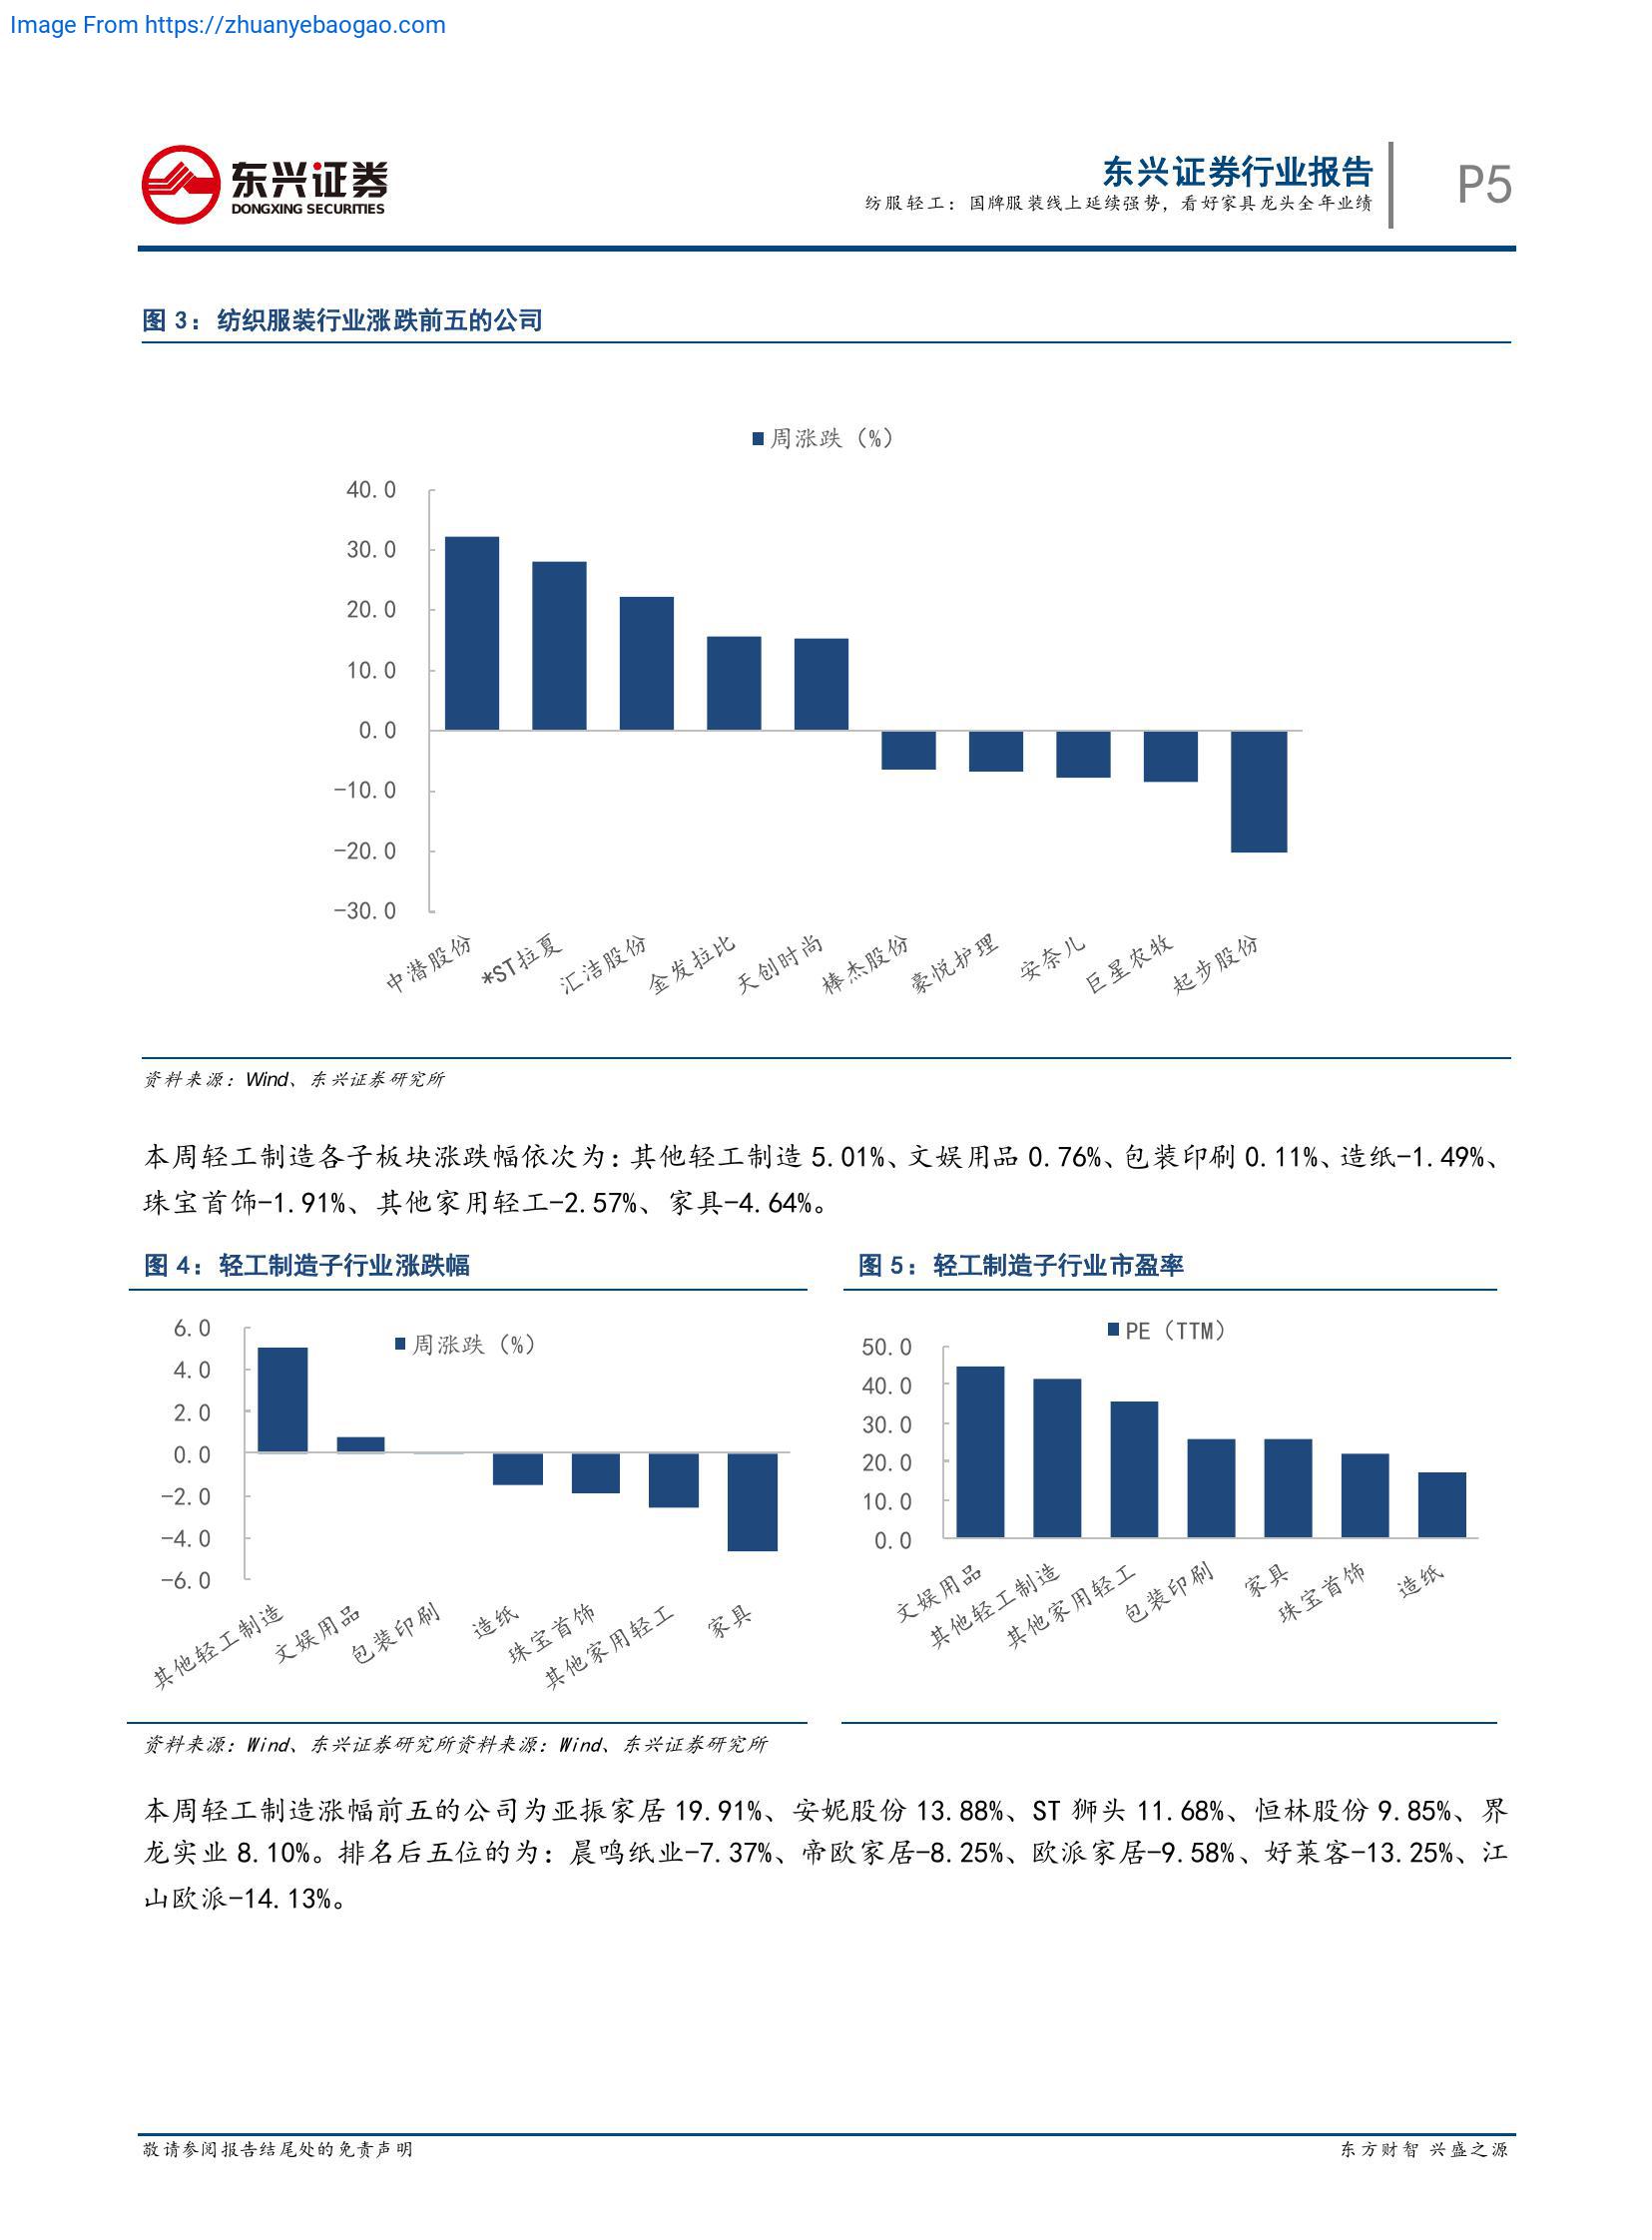 Image From https://zhuanyebaogao.com
东兴证券
DONGXING SECURITIES
东兴证券行业报告
纺服轻工：国牌服装线上延续强势，看好家具龙头全年业绩
P5
图 3：纺织服装行业涨跌前五的公司
周涨跌（%）
40.0
30.0
20.0
10.0
0.0
-10.0
-20.0
-30.0
中潜股份
*ST拉夏
汇洁股份
金发拉比
天创时尚
棒杰股份
豪悦护理
安奈儿
巨星农牧
起步股份
资料来源：Wind、东兴证券研究所
本周轻工制造各子板块涨跌幅依次为：其他轻工制造 5.01%、文娱用品 0.76%、包装印刷 0.11%、造纸-1.49%、
珠宝首饰-1.91%、其他家用轻工-2.57%、家具-4.64%。
图 4：轻工制造子行业涨跌幅
周涨跌（%）
6.0
4.0
2.0
0.0
-2.0
-4.0
-6.0
其他轻工制造
文娱用品
包装印刷
造纸
珠宝首饰
其他家用轻工
家具
图 5：轻工制造子行业市盈率
PE（TTM）
50.0
40.0
30.0
20.0
10.0
0.0
文娱用品
其他轻工制造
其他家用轻工
包装印刷
家具
珠宝首饰
造纸
资料来源：Wind、东兴证券研究所资料来源：Wind、东兴证券研究所
本周轻工制造涨幅前五的公司为亚振家居 19.91%、安妮股份 13.88%、ST 狮头 11.68%、恒林股份 9.85%、界
龙实业 8.10%。排名后五位的为：晨鸣纸业-7.37%、帝欧家居-8.25%、欧派家居-9.58%、好莱客-13.25%、江
山欧派-14.13%。
敬请参阅报告结尾处的免责声明
东方财智 兴盛之源